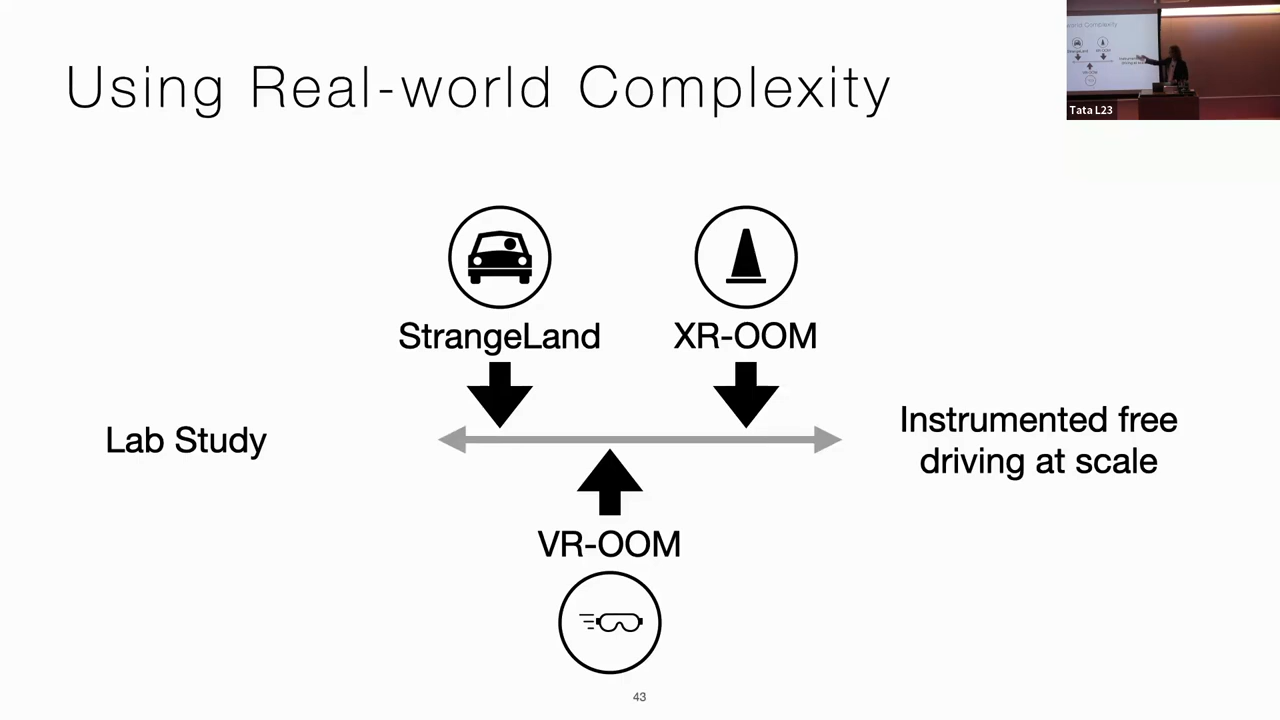 Using Real-world Complexity
Tata L23
StrangeLand
XR-OOM
Lab Study
Instrumented free
driving at scale
VR-OOM
43